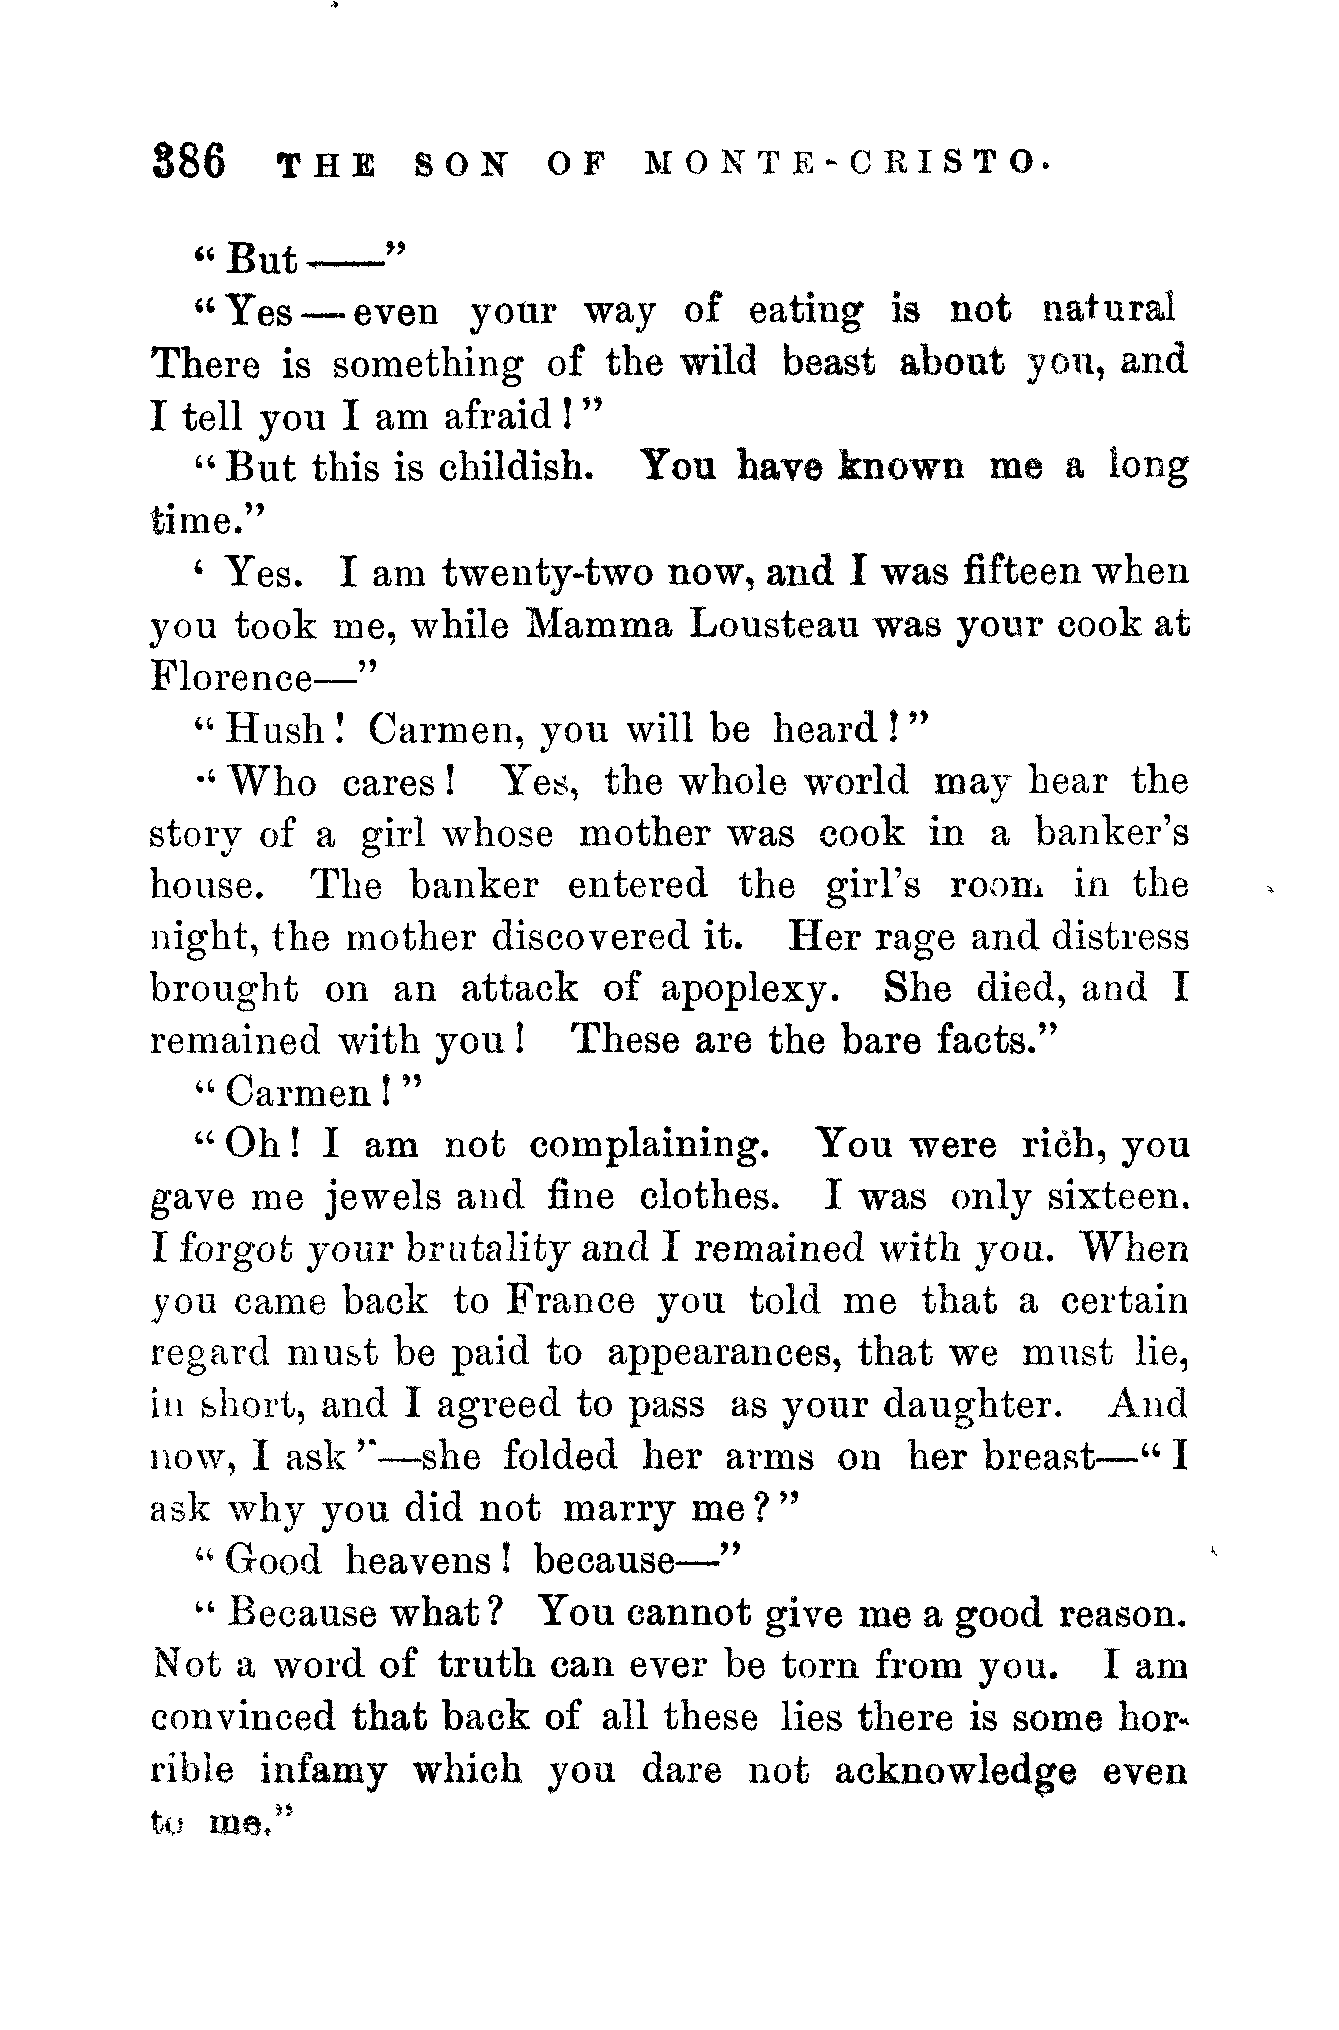 386 THE SON OF MONTE-CRISTO.
“But ——”
“Yes — even your way of eating is not natural
There is something of the wild beast about you, and
I tell you I am afraid!”
“But this is childish. You have known me a long
time.”
‘ Yes. I am twenty-two now, and I was fifteen when
you took me, while Mamma Lousteau was your cook at
Florence—”
“Hush! Carmen, you will be heard!”
“Who cares! Yes, the whole world may hear the
story of a girl whose mother was cook in a banker’s
house. The banker entered the girl’s room in the
night, the mother discovered it. Her rage and distress
brought on an attack of apoplexy. She died, and I
remained with you! These are the bare facts.”
“Carmen!”
“Oh! I am not complaining. You were rich, you
gave me jewels and fine clothes. I was only sixteen.
I forgot your brutality and I remained with you. When
you came back to France you told me that a certain
regard must be paid to appearances, that we must lie,
in short, and I agreed to pass as your daughter. And
now, I ask”—she folded her arms on her breast—“I
ask why you did not marry me?”
“Good heavens! because—”
“Because what? You cannot give me a good reason.
Not a word of truth can ever be torn from you. I am
convinced that back of all these lies there is some hor-
rible infamy which you dare not acknowledge even
to me.”